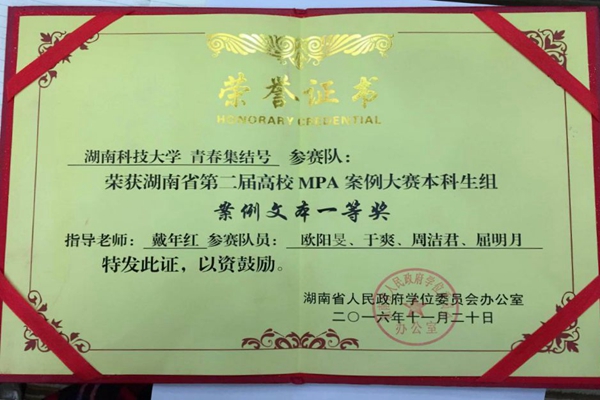 荣誉证书
HONORARY CREDENTIAL
湖南科技大学 青春集结号 参赛队：
荣获湖南省第二届高校 MPA 案例大赛本科生组
案例文本一等奖
指导老师：戴年红 参赛队员：欧阳旻、于爽、周洁君、屈明月
特发此证，以资鼓励。
湖南省人民政府学位委员会办公室
二〇一六年十一月二十日
办公室